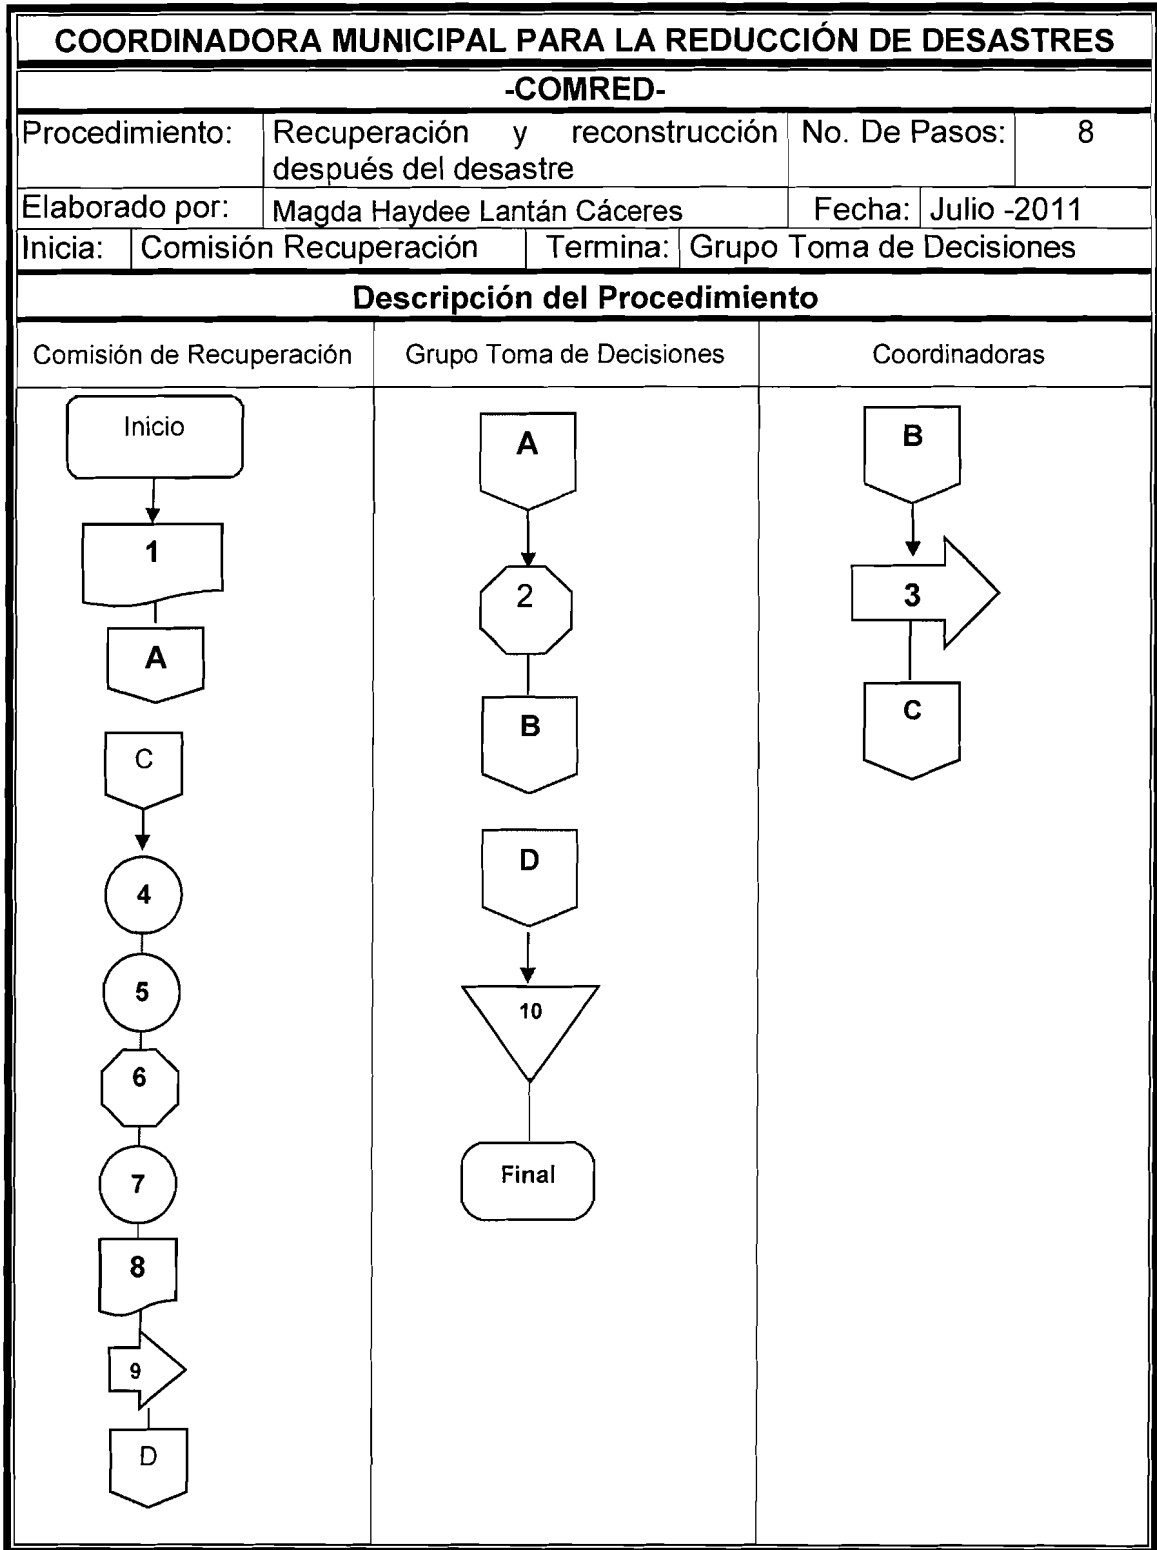 COORDINADORA MUNICIPAL PARA LA REDUCCIÓN DE DESASTRES
-COMRED-
Procedimiento: Recuperación y reconstrucción después del desastre No. De Pasos: 8
Elaborado por: Magda Haydee Lantán Cáceres Fecha: Julio -2011
Inicia: Comisión Recuperación Termina: Grupo Toma de Decisiones
Descripción del Procedimiento
Comisión de Recuperación Grupo Toma de Decisiones Coordinadoras
Inicio
1
A
C
4
5
6
7
8
9
D
A
2
B
D
10
Final
B
3
C